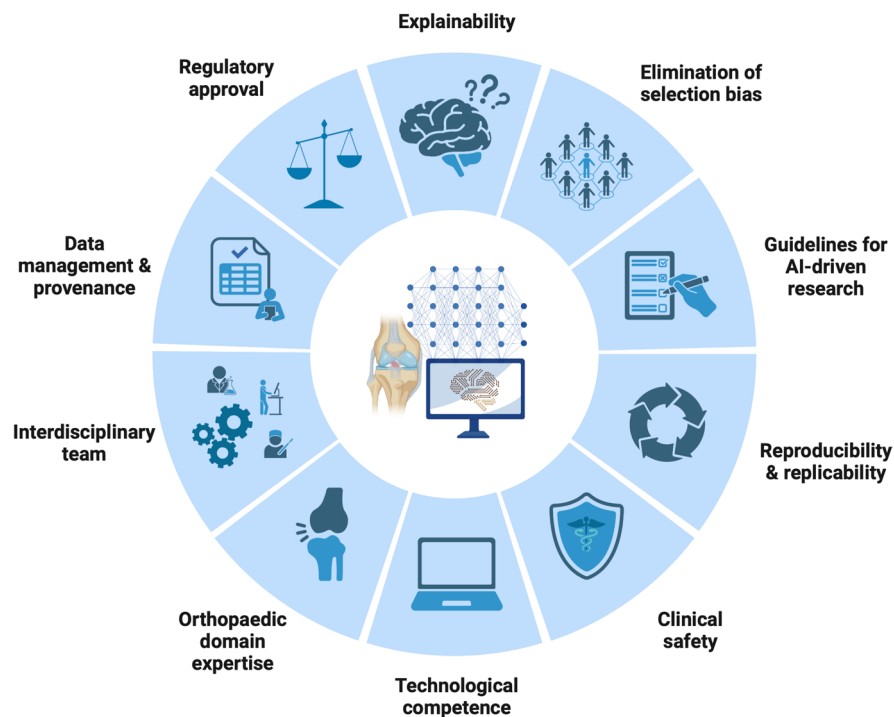 Explainability
Elimination of
selection bias
Guidelines for
AI-driven
research
Reproducibility
& replicability
Clinical
safety
Technological
competence
Orthopaedic
domain
expertise
Interdisciplinary
team
Data
management &
provenance
Regulatory
approval